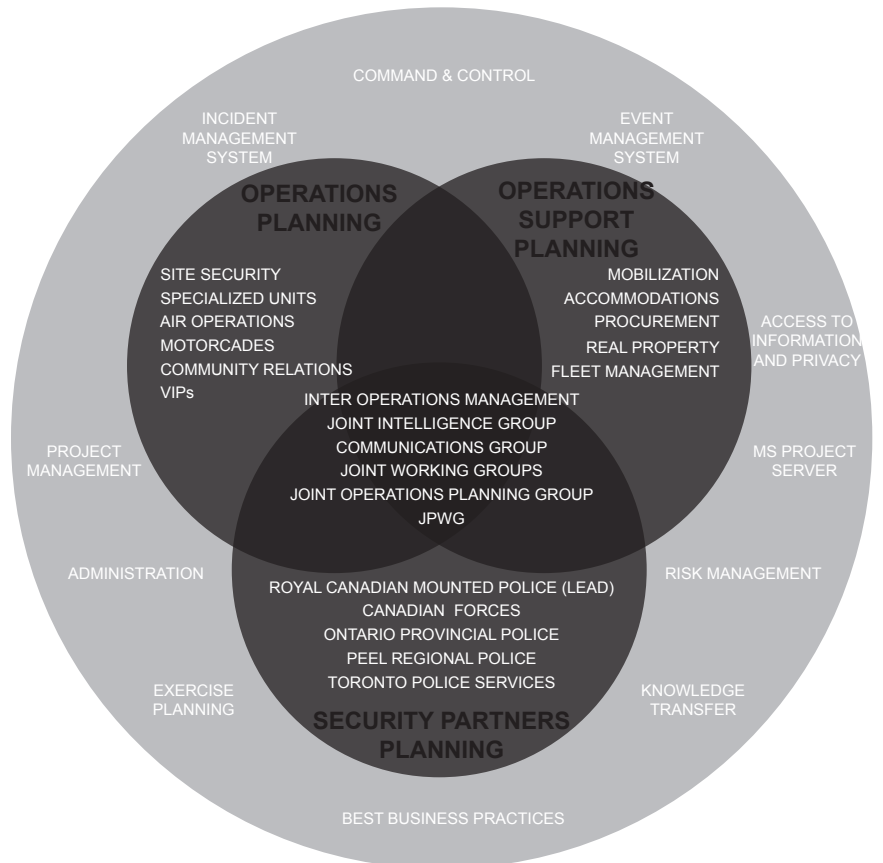 COMMAND & CONTROL
INCIDENT
MANAGEMENT
SYSTEM
EVENT
MANAGEMENT
SYSTEM
OPERATIONS
PLANNING
OPERATIONS
SUPPORT
PLANNING
SITE SECURITY
SPECIALIZED UNITS
AIR OPERATIONS
MOTORCADES
COMMUNITY RELATIONS
VIPs
MOBILIZATION
ACCOMMODATIONS
PROCUREMENT
REAL PROPERTY
FLEET MANAGEMENT
ACCESS TO
INFORMATION
AND PRIVACY
INTER OPERATIONS MANAGEMENT
JOINT INTELLIGENCE GROUP
COMMUNICATIONS GROUP
JOINT WORKING GROUPS
JOINT OPERATIONS PLANNING GROUP
JPWG
PROJECT
MANAGEMENT
MS PROJECT
SERVER
ADMINISTRATION
RISK MANAGEMENT
ROYAL CANADIAN MOUNTED POLICE (LEAD)
CANADIAN FORCES
ONTARIO PROVINCIAL POLICE
PEEL REGIONAL POLICE
TORONTO POLICE SERVICES
EXERCISE
PLANNING
KNOWLEDGE
TRANSFER
SECURITY PARTNERS
PLANNING
BEST BUSINESS PRACTICES